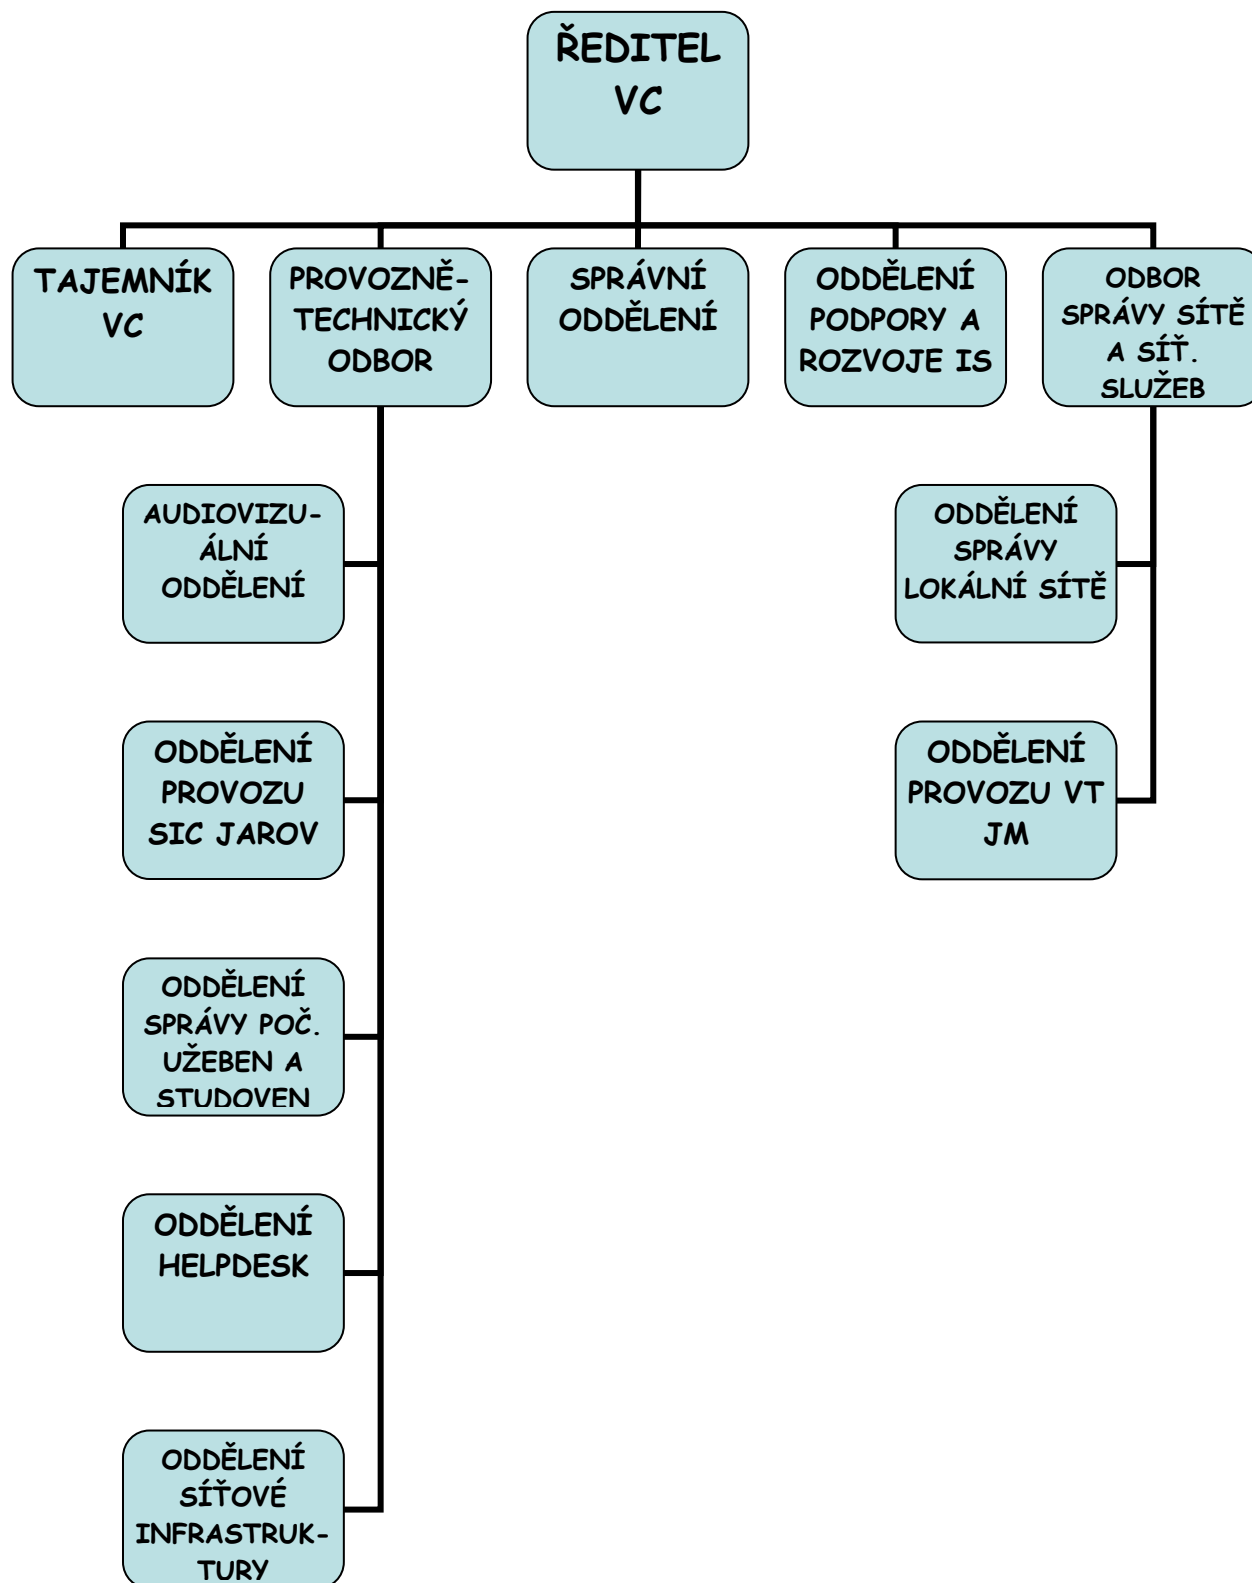 ŘEDITEL
VC
TAJEMNÍK
VC
PROVOZNĚ-
TECHNICKÝ
ODBOR
SPRÁVNÍ
ODDĚLENÍ
ODDĚLENÍ
PODPORY A
ROZVOJE IS
ODBOR
SPRÁVY SÍTĚ
A SÍŤ.
SLUŽEB
AUDIOVIZU-
ÁLNÍ
ODDĚLENÍ
ODDĚLENÍ
SPRÁVY
LOKÁLNÍ SÍTĚ
ODDĚLENÍ
PROVOZU
SIC JAROV
ODDĚLENÍ
PROVOZU VT
JM
ODDĚLENÍ
SPRÁVY POČ.
UŽEBEN A
STUDOVEN
ODDĚLENÍ
HELPDESK
ODDĚLENÍ
SÍŤOVÉ
INFRASTRUK-
TURY